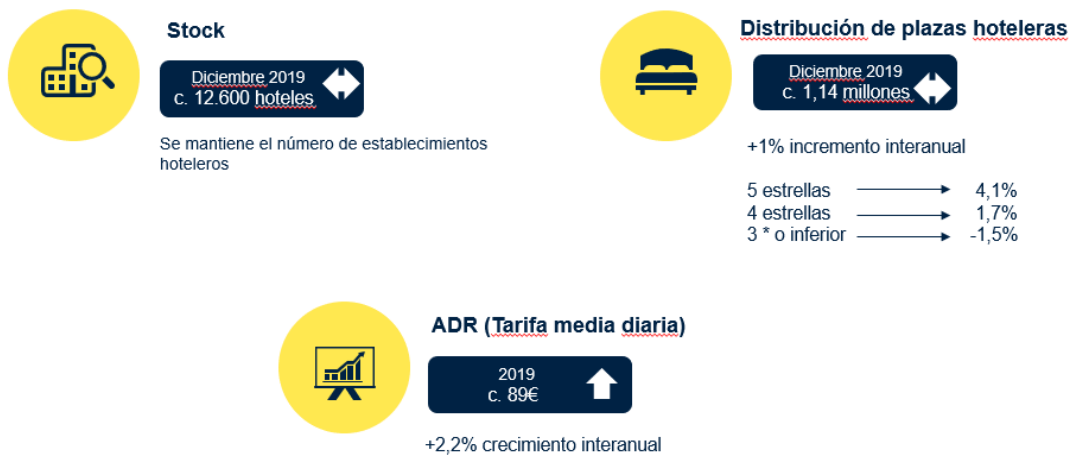 Stock
Diciembre 2019
c. 12.600 hoteles
Se mantiene el número de establecimientos
hoteleros
Distribución de plazas hoteleras
Diciembre 2019
c. 1,14 millones
+1% incremento interanual
5 estrellas 4,1%
4 estrellas 1,7%
3 * o inferior -1,5%
ADR (Tarifa media diaria)
2019
c. 89€
+2,2% crecimiento interanual